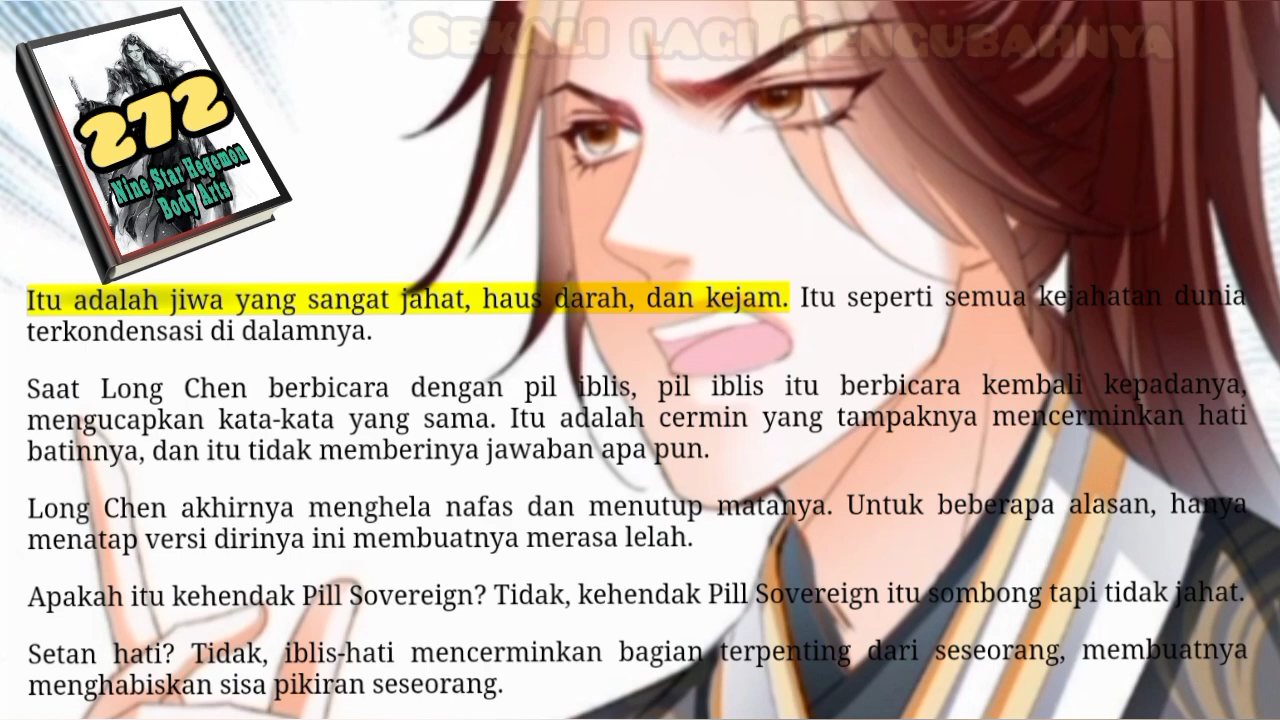 Sekali lagi Mengubahnya
272
Nine Star Hegemon
Body Arts
Itu adalah jiwa yang sangat jahat, haus darah, dan kejam. Itu seperti semua kejahatan dunia
terkondensasi di dalamnya.
Saat Long Chen berbicara dengan pil iblis, pil iblis itu berbicara kembali kepadanya,
mengucapkan kata-kata yang sama. Itu adalah cermin yang tampaknya mencerminkan hati
batinnya, dan itu tidak memberinya jawaban apa pun.
Long Chen akhirnya menghela nafas dan menutup matanya. Untuk beberapa alasan, hanya
menatap versi dirinya ini membuatnya merasa lelah.
Apakah itu kehendak Pill Sovereign? Tidak, kehendak Pill Sovereign itu sombong tapi tidak jahat.
Setan hati? Tidak, iblis-hati mencerminkan bagian terpenting dari seseorang, membuatnya
menghabiskan sisa pikiran seseorang.